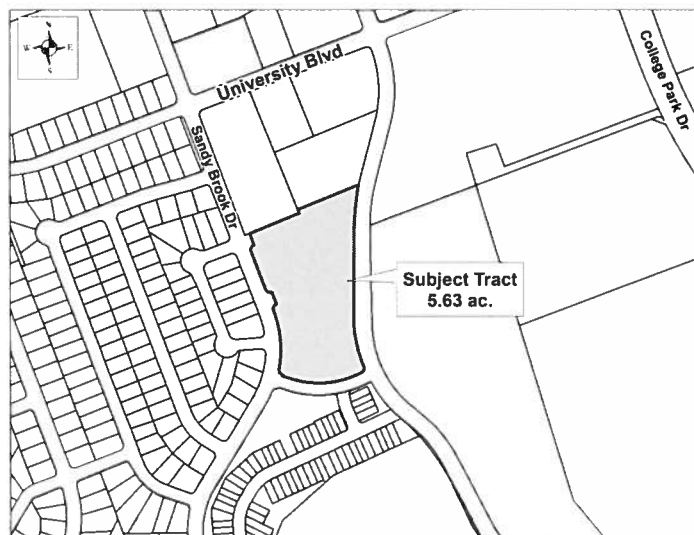 N
W E
S
University Blvd
College Park Dr
Sandy Brook Dr
Subject Tract
5.63 ac.